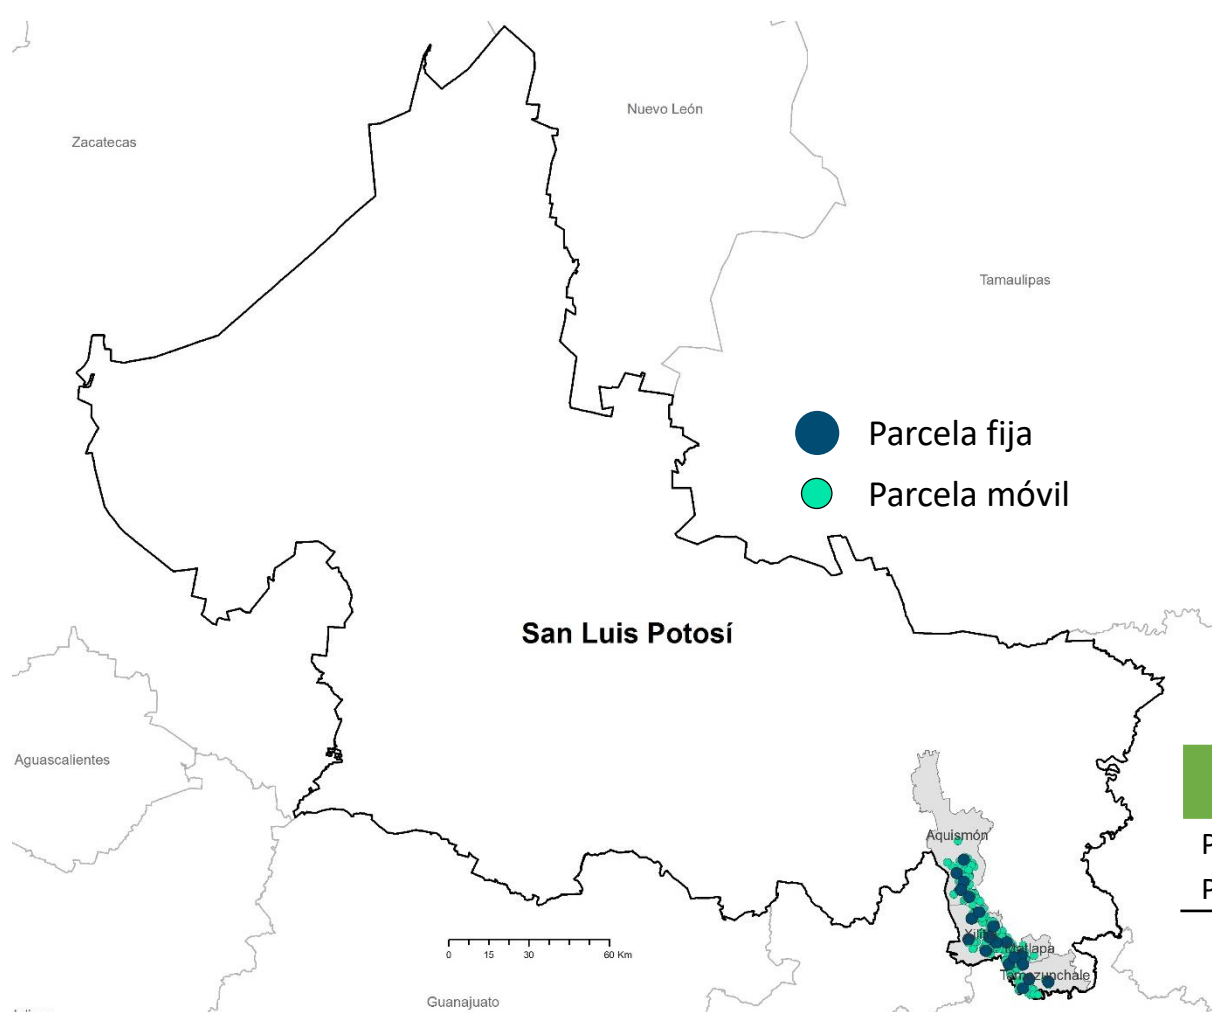 Nuevo León
Zacatecas
Tamaulipas
Parcela fija
Parcela móvil
San Luis Potosí
Aguascalientes
Aquismón
P
P
Tamazunchale
0 15 30 60 Km
Guanajuato